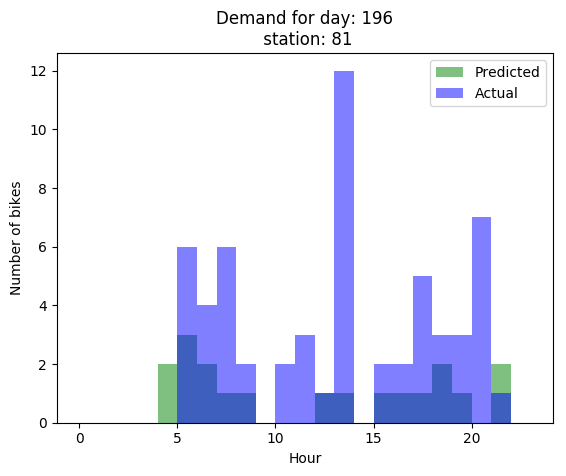 Demand for day: 196
station: 81
Predicted
Actual
12
10
8
6
4
2
0
Number of bikes
0 5 10 15 20
Hour